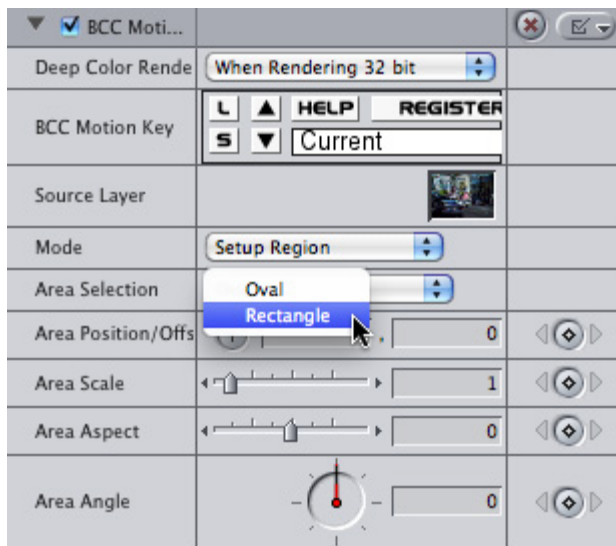 BCC Moti...
Deep Color Rende When Rendering 32 bit
BCC Motion Key L HELP REGISTER
S Current
Source Layer
Mode Setup Region
Area Selection Oval
Rectangle
Area Position/Offs , 0
Area Scale 1
Area Aspect 0
Area Angle 0